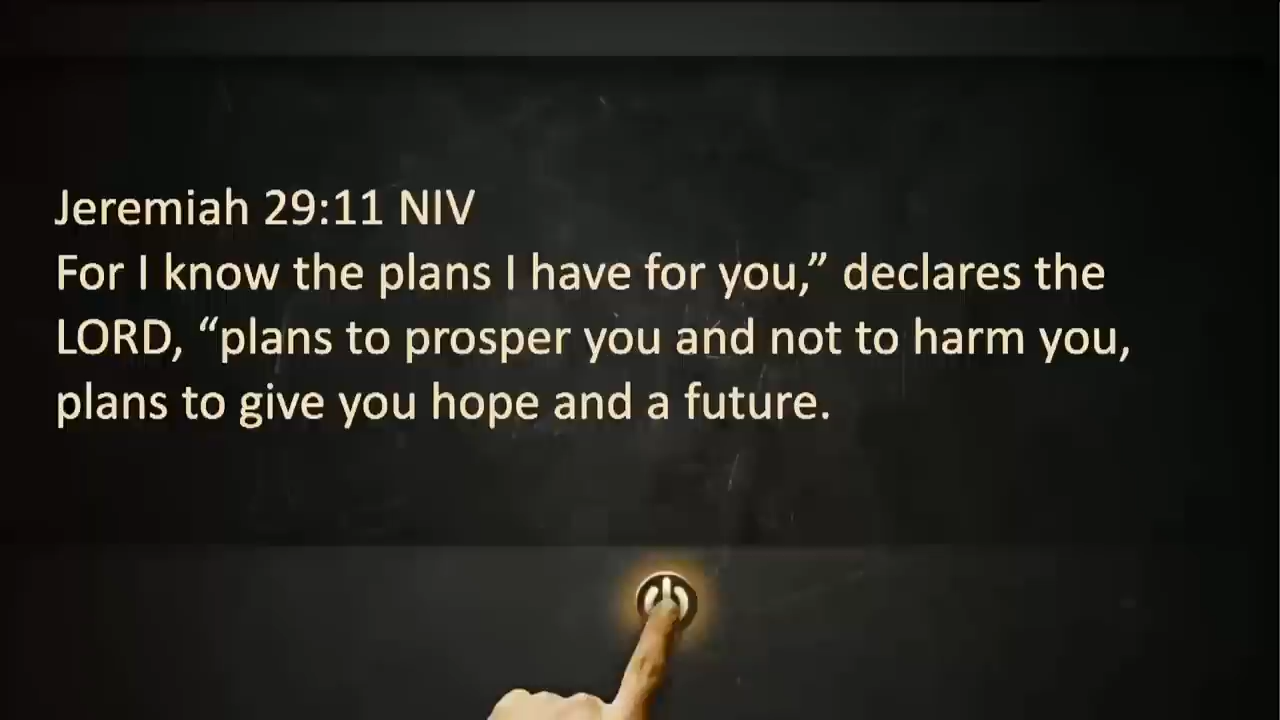 Jeremiah 29:11 NIV
For I know the plans I have for you,” declares the
LORD, “plans to prosper you and not to harm you,
plans to give you hope and a future.